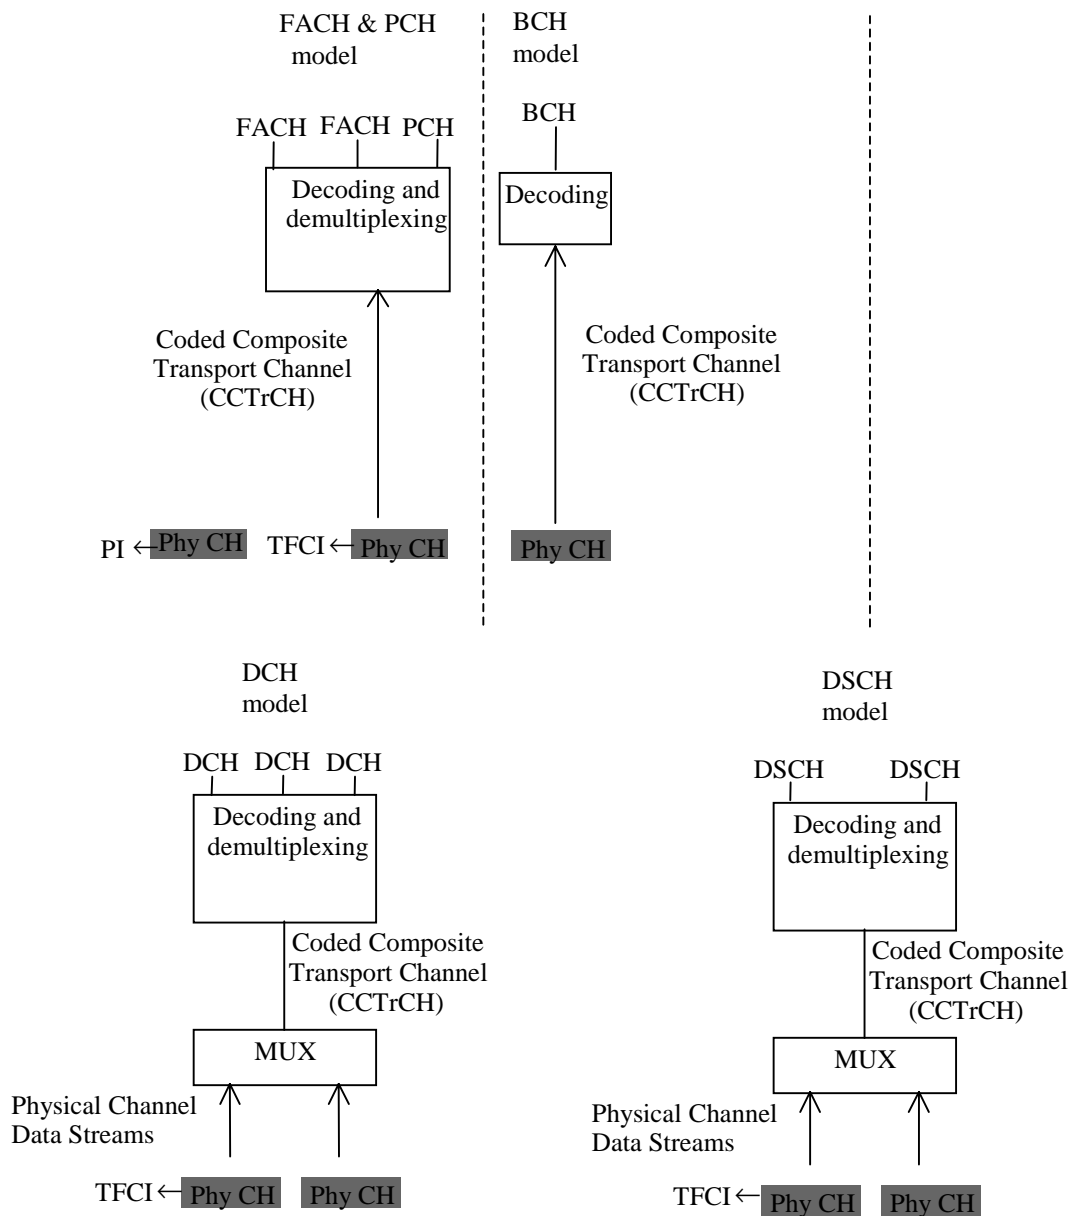 FACH & PCH
model
BCH
model
FACH FACH PCH
BCH
Decoding and
demultiplexing
Decoding
Coded Composite
Transport Channel
(CCTrCH)
Coded Composite
Transport Channel
(CCTrCH)
PI
Phy CH
TFCI
Phy CH
Phy CH
DCH
model
DSCH
model
DCH DCH DCH
DSCH DSCH
Decoding and
demultiplexing
Decoding and
demultiplexing
Coded Composite
Transport Channel
(CCTrCH)
Coded Composite
Transport Channel
(CCTrCH)
MUX
MUX
Physical Channel
Data Streams
Physical Channel
Data Streams
TFCI
Phy CH
Phy CH
TFCI
Phy CH
Phy CH